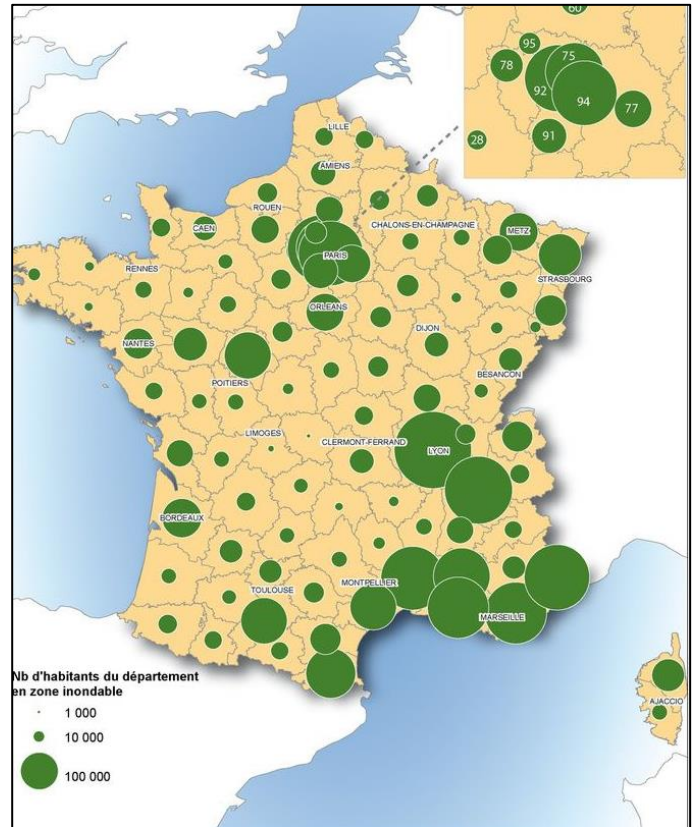 60
95
75
78
92
94
77
91
28
LILLE
AMIENS
ROUEN
CAEN
CHALONS-EN-CHAMPAGNE
METZ
PARIS
STRASBOURG
RENNES
ORLEANS
NANTES
DIJON
BESANCON
POITIERS
LIMOGES
CLERMONT-FERRAND
LYON
BORDEAUX
TOULOUSE
MONTPELLIER
MARSEILLE
AJACCIO
Nb d'habitants du département
en zone inondable
1 000
10 000
100 000